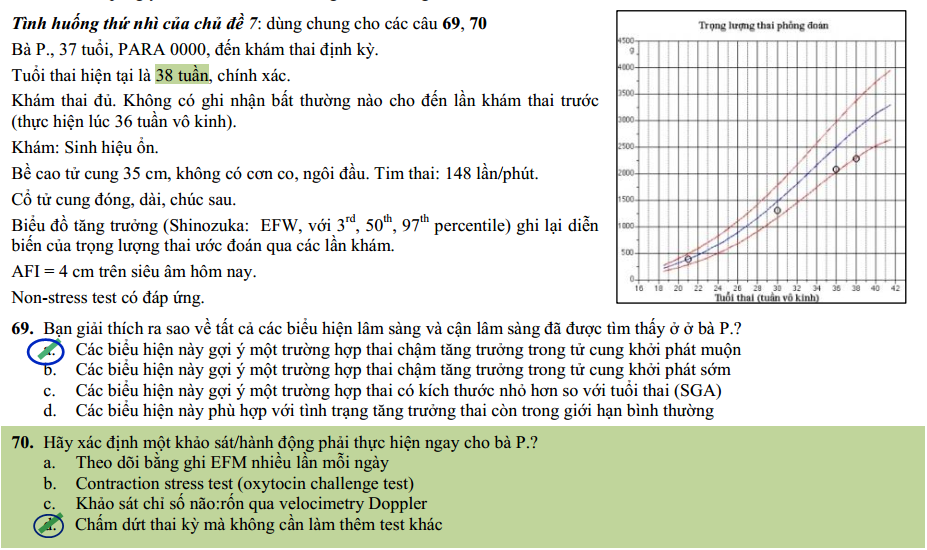 Tình huống thứ nhì của chủ đề 7: dùng chung cho các câu 69, 70
Bà P., 37 tuổi, PARA 0000, đến khám thai định kỳ.
Tuổi thai hiện tại là 38 tuần, chính xác.
Khám thai đủ. Không có ghi nhận bất thường nào cho đến lần khám thai trước
(thực hiện lúc 36 tuần vô kinh).
Khám: Sinh hiệu ổn.
Bề cao tử cung 35 cm, không có cơn co, ngôi đầu. Tim thai: 148 lần/phút.
Cổ tử cung đóng, dài, chúc sau.
Biểu đồ tăng trưởng (Shinozuka: EFW, với 3rd, 50th, 97th percentile) ghi lại diễn
biến của trọng lượng thai ước đoán qua các lần khám.
AFI = 4 cm trên siêu âm hôm nay.
Non-stress test có đáp ứng.
Trọng lượng thai phỏng đoán
4500
g
4000
3500
3000
2500
2000
1500
1000
500
0
16 18 20 22 24 26 28 30 32 34 36 38 40 42
Tuổi thai (tuần vô kinh)
69. Bạn giải thích ra sao về tất cả các biểu hiện lâm sàng và cận lâm sàng đã được tìm thấy ở ở bà P.?
Các biểu hiện này gợi ý một trường hợp thai chậm tăng trưởng trong tử cung khởi phát muộn
b. Các biểu hiện này gợi ý một trường hợp thai chậm tăng trưởng trong tử cung khởi phát sớm
c. Các biểu hiện này gợi ý một trường hợp thai có kích thước nhỏ hơn so với tuổi thai (SGA)
d. Các biểu hiện này phù hợp với tình trạng tăng trưởng thai còn trong giới hạn bình thường
70. Hãy xác định một khảo sát/hành động phải thực hiện ngay cho bà P.?
a. Theo dõi bằng ghi EFM nhiều lần mỗi ngày
b. Contraction stress test (oxytocin challenge test)
c. Khảo sát chỉ số não:rốn qua velocimetry Doppler
d. Chấm dứt thai kỳ mà không cần làm thêm test khác